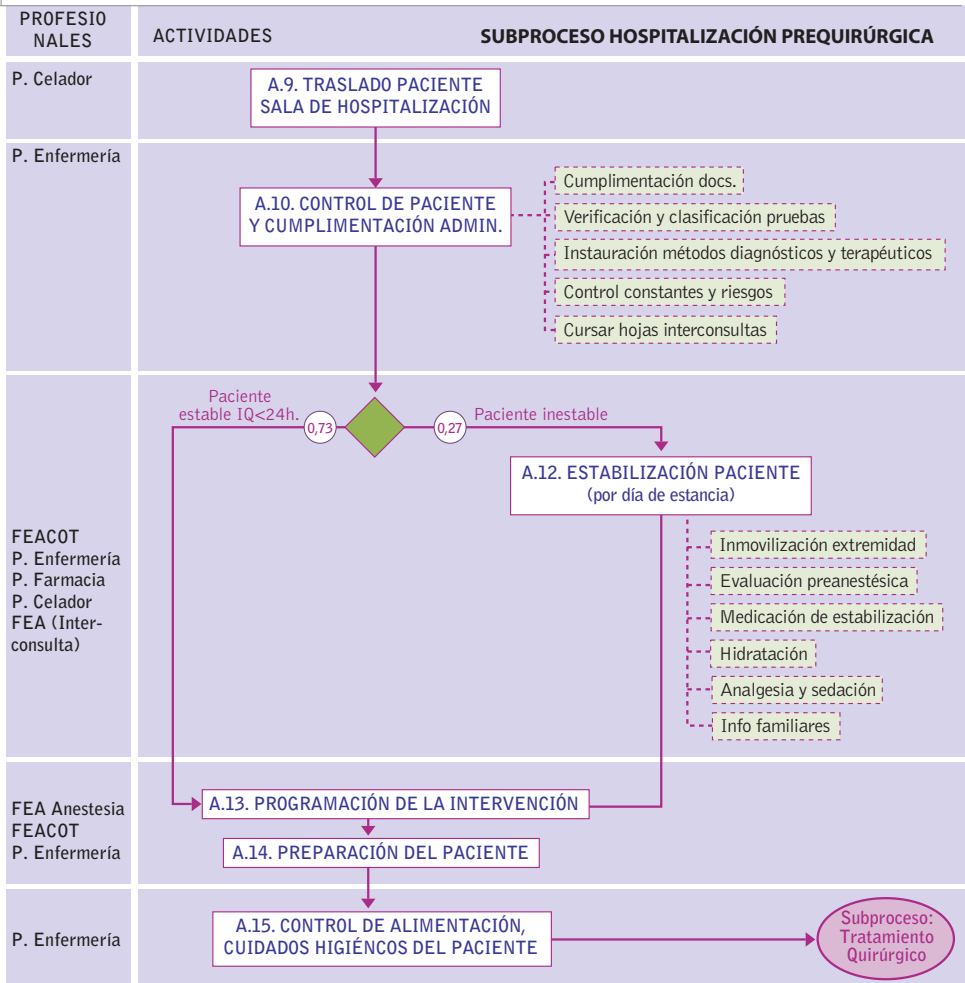 PROFESIO
NALES
ACTIVIDADES
SUBPROCESO HOSPITALIZACIÓN PREQUIRÚRGICA
P. Celador
A.9. TRASLADO PACIENTE
SALA DE HOSPITALIZACIÓN
P. Enfermería
A.10. CONTROL DE PACIENTE
Y CUMPLIMENTACIÓN ADMIN.
Cumplimentación docs.
Verificación y clasificación pruebas
Instauración métodos diagnósticos y terapéuticos
Control constantes y riesgos
Cursar hojas interconsultas
FEACOT
P. Enfermería
P. Farmacia
P. Celador
FEA (Inter-
consulta)
Paciente
estable IQ<24h.
0,73
0,27
Paciente inestable
A.12. ESTABILIZACIÓN PACIENTE
(por día de estancia)
Inmovilización extremidad
Evaluación preanestésica
Medicación de estabilización
Hidratación
Analgesia y sedación
Info familiares
FEA Anestesia
FEACOT
P. Enfermería
A.13. PROGRAMACIÓN DE LA INTERVENCIÓN
A.14. PREPARACIÓN DEL PACIENTE
P. Enfermería
A.15. CONTROL DE ALIMENTACIÓN,
CUIDADOS HIGIÉNCOS DEL PACIENTE
Subproceso:
Tratamiento
Quirúrgico